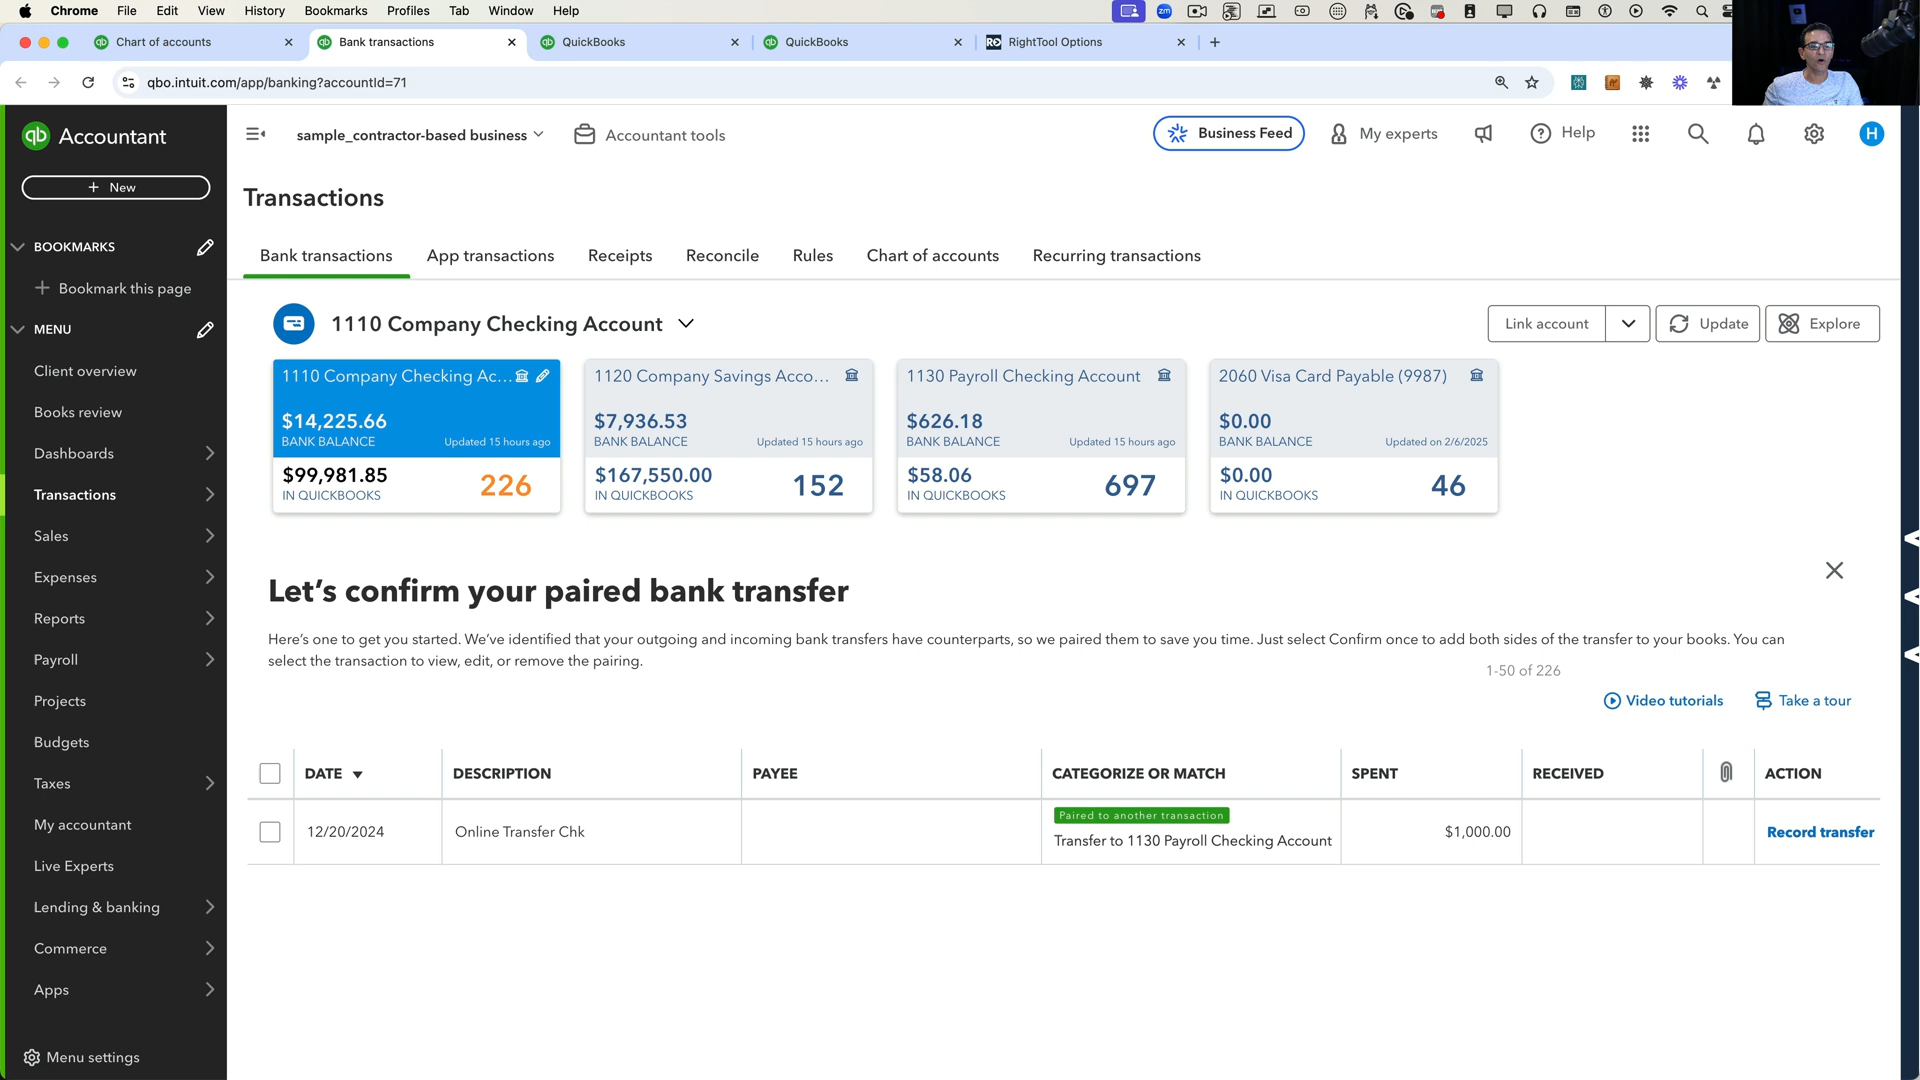 Chrome File Edit View History Bookmarks Profiles Tab Window Help
zm
Chart of accounts
Bank transactions
QuickBooks
QuickBooks
RightTool Options
qbo.intuit.com/app/banking?accountId=71
qb Accountant
sample_contractor-based business
Accountant tools
Business Feed
My experts
Help
H
New
BOOKMARKS
Bookmark this page
MENU
Client overview
Books review
Dashboards
Transactions
Sales
Expenses
Reports
Payroll
Projects
Budgets
Taxes
My accountant
Live Experts
Lending & banking
Commerce
Apps
Menu settings
Transactions
Bank transactions
App transactions
Receipts
Reconcile
Rules
Chart of accounts
Recurring transactions
1110 Company Checking Account
Link account
Update
Explore
1110 Company Checking Ac...
$14,225.66
BANK BALANCE
Updated 15 hours ago
$99,981.85
IN QUICKBOOKS
226
1120 Company Savings Acco...
$7,936.53
BANK BALANCE
Updated 15 hours ago
$167,550.00
IN QUICKBOOKS
152
1130 Payroll Checking Account
$626.18
BANK BALANCE
Updated 15 hours ago
$58.06
IN QUICKBOOKS
697
2060 Visa Card Payable (9987)
$0.00
BANK BALANCE
Updated on 2/6/2025
$0.00
IN QUICKBOOKS
46
Let's confirm your paired bank transfer
Here's one to get you started. We've identified that your outgoing and incoming bank transfers have counterparts, so we paired them to save you time. Just select Confirm once to add both sides of the transfer to your books. You can
select the transaction to view, edit, or remove the pairing.
1-50 of 226
Video tutorials
Take a tour
DATE
DESCRIPTION
PAYEE
CATEGORIZE OR MATCH
SPENT
RECEIVED
ACTION
12/20/2024
Online Transfer Chk
Paired to another transaction
Transfer to 1130 Payroll Checking Account
$1,000.00
Record transfer